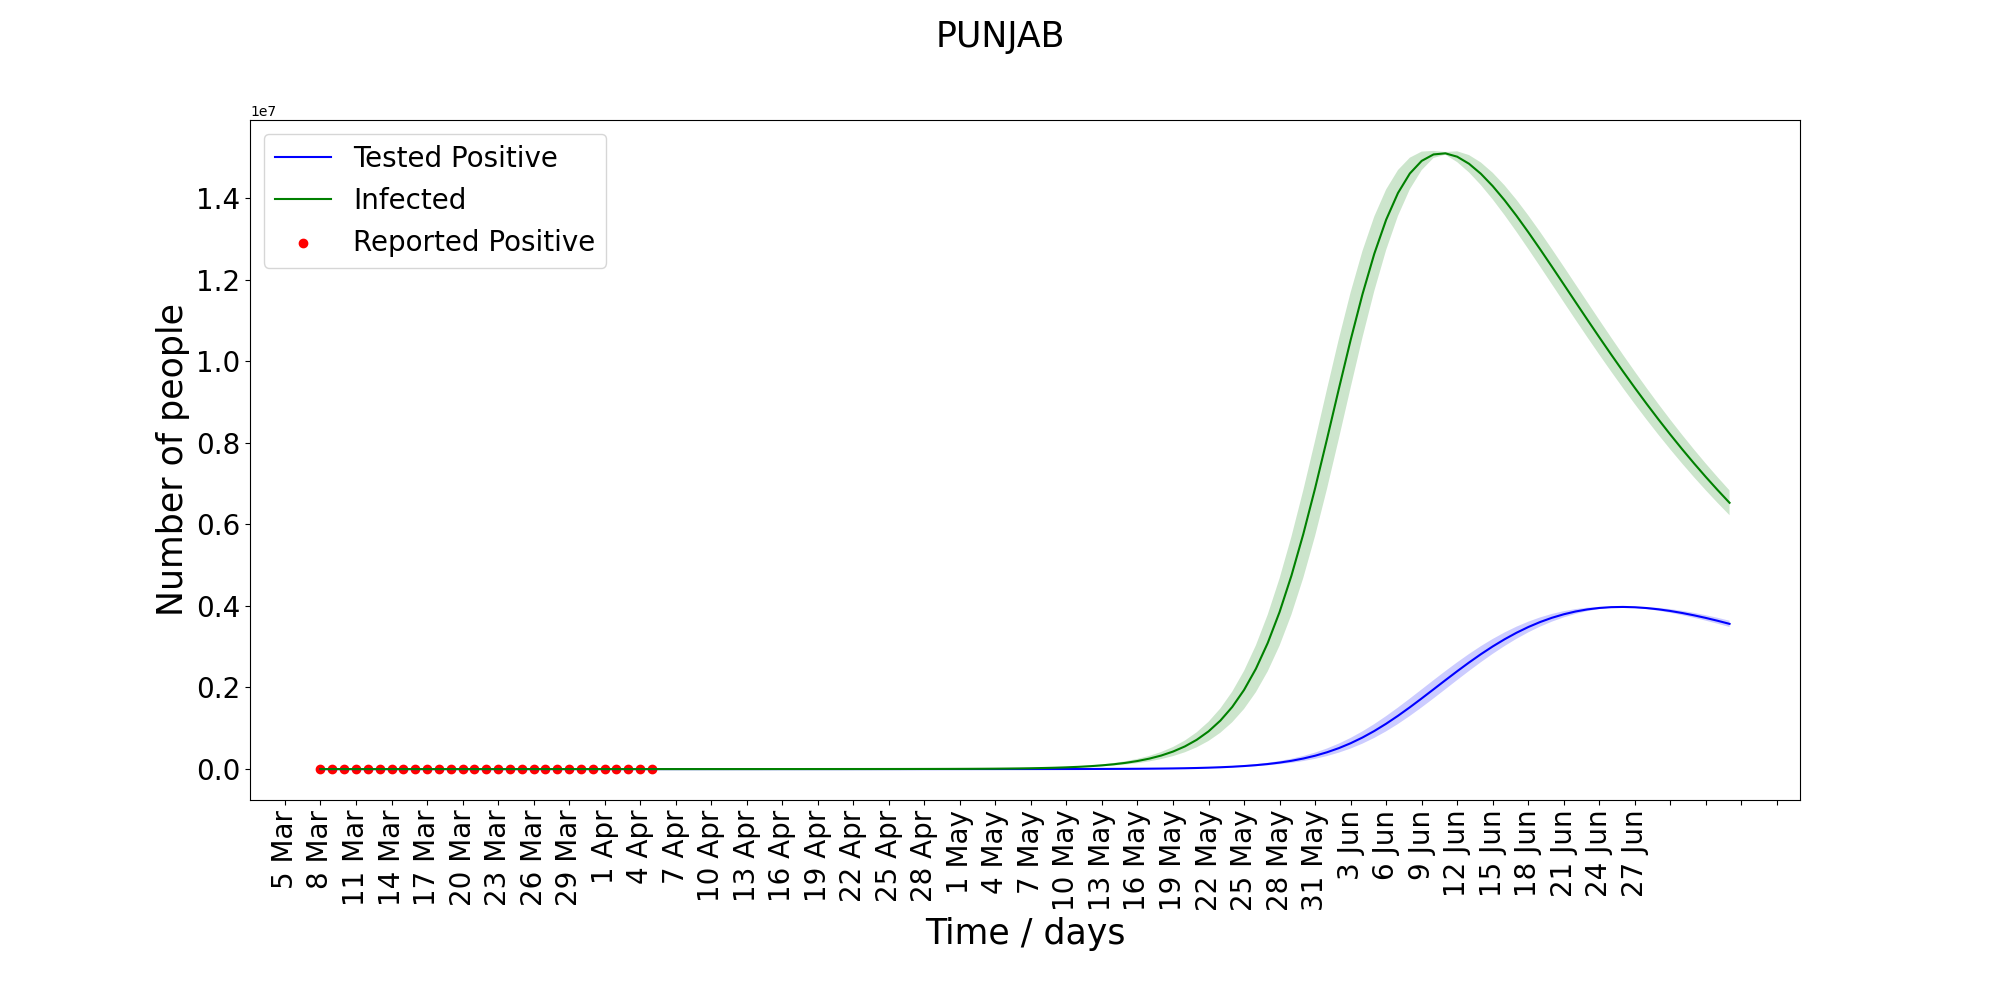 PUNJAB
1e7
Tested Positive
Infected
Reported Positive
1.4
1.2
1.0
0.8
0.6
0.4
0.2
0.0
Number of people
5 Mar
8 Mar
11 Mar
14 Mar
17 Mar
20 Mar
23 Mar
26 Mar
29 Mar
1 Apr
4 Apr
7 Apr
10 Apr
13 Apr
16 Apr
19 Apr
22 Apr
25 Apr
28 Apr
1 May
4 May
7 May
10 May
13 May
16 May
19 May
22 May
25 May
28 May
31 May
3 Jun
6 Jun
9 Jun
12 Jun
15 Jun
18 Jun
21 Jun
24 Jun
27 Jun
Time / days